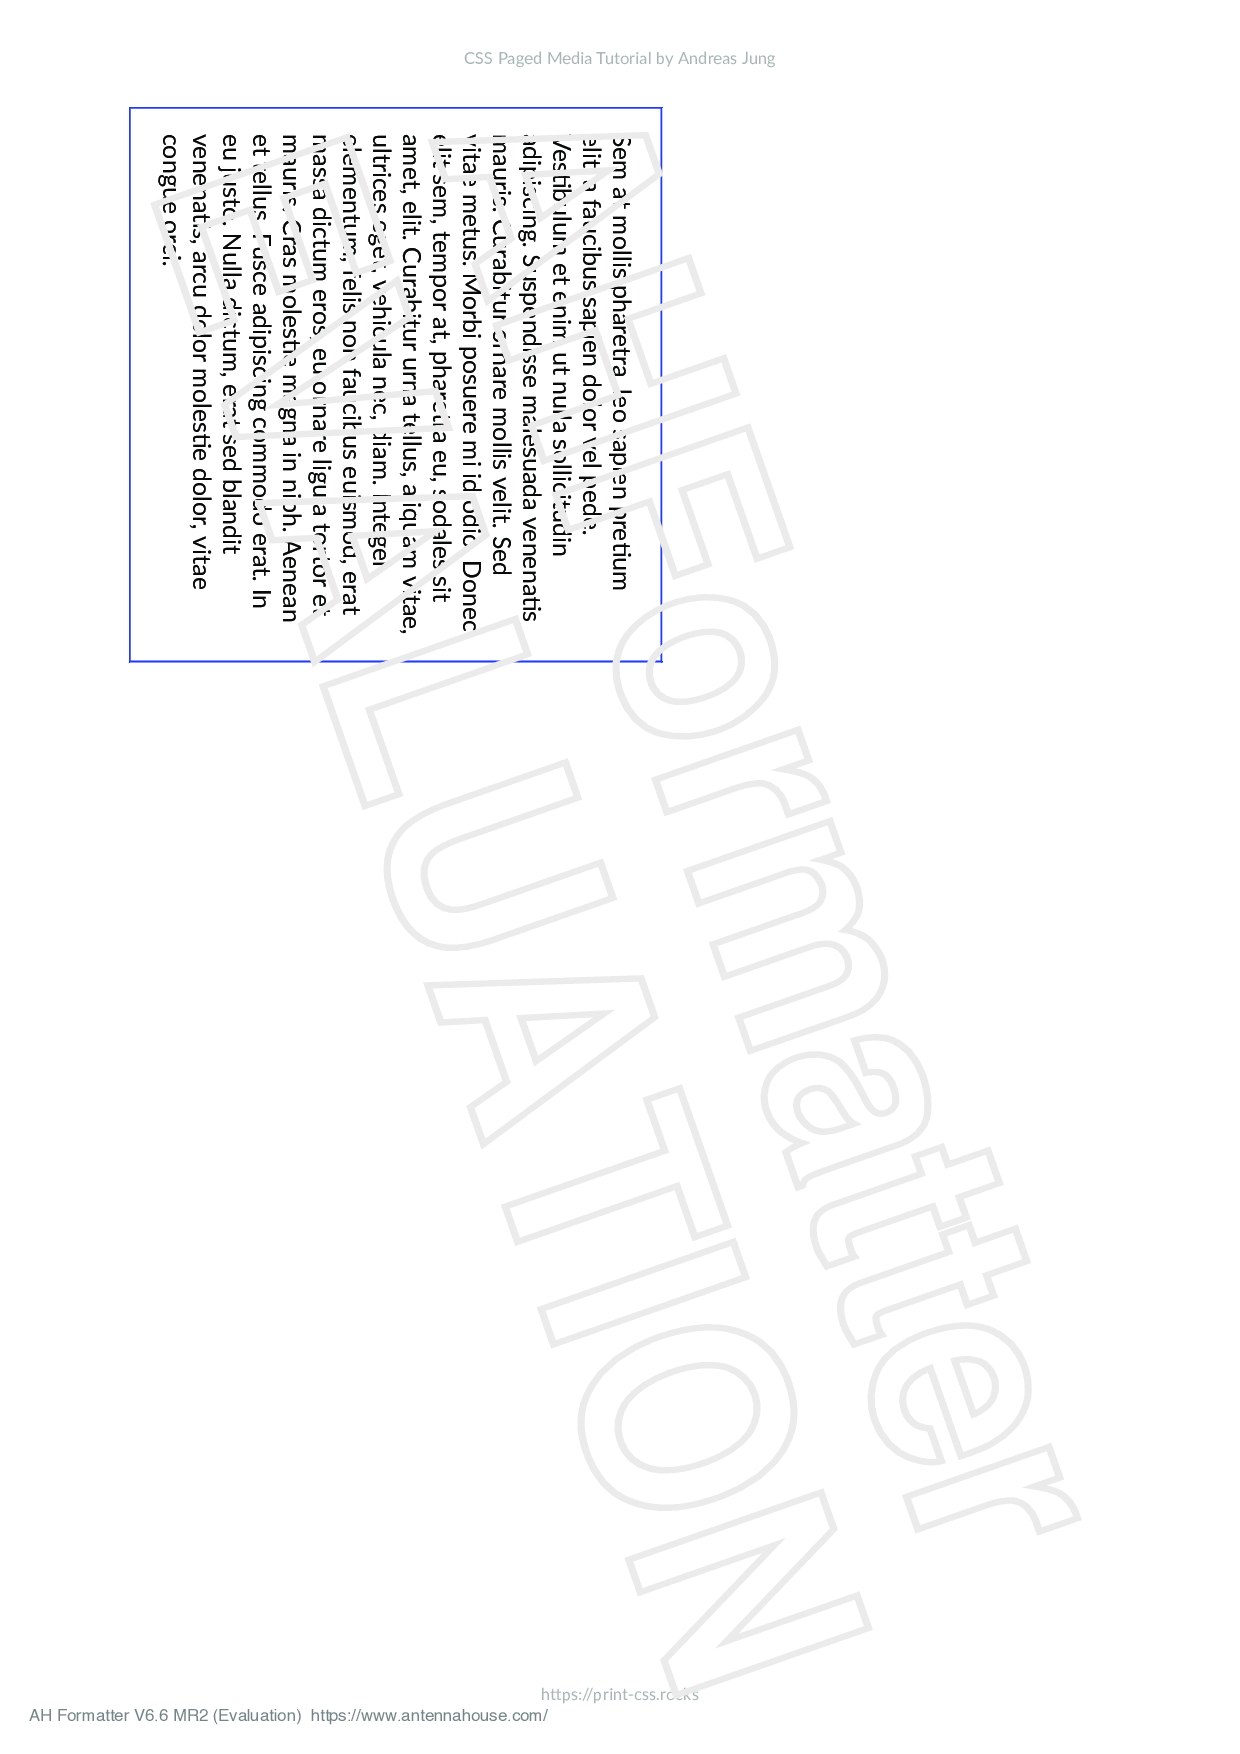 CSS Paged Media Tutorial by Andreas Jung
Sem at mollis pharetra leo sapien pretium
elit a faucibus sapien dolor vel pede.
Vestibulum et enim ut nulla sollicitudin
adipiscing. Suspendisse malesuada venenatis
mauris. Curabitur ornare mollis velit. Sed
vitae metus. Morbi posuere mi id odio. Donec
elit sem, tempor at, pharetra eu, sodales sit
amet, elit. Curabitur urna tellus, aliquam vitae,
ultrices eget, vehicula nec, diam. Integer
elementum, felis non faucibus euismod, erat
massa dictum eros, eu ornare ligula tortor et
mauris. Cras molestie magna in nibh. Aenean
et tellus. Fusce adipiscing commodo erat. In
eu justo. Nulla dictum, erat sed blandit
venenatis, arcu dolor molestie dolor, vitae
congue orci.
AHFormatter
EVALUATION
https://print-css.rocks
AH Formatter V6.6 MR2 (Evaluation) https://www.antennahouse.com/